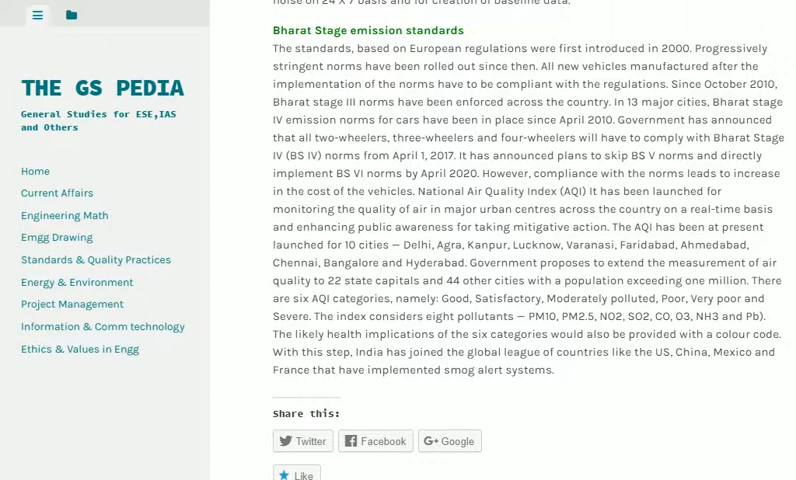 noise on 24 X 7 basis and for creation of baseline data.
THE GS PEDIA
General Studies for ESE,IAS
and Others
Home
Current Affairs
Engineering Math
Emgg Drawing
Standards & Quality Practices
Energy & Environment
Project Management
Information & Comm technology
Ethics & Values in Engg
Bharat Stage emission standards
The standards, based on European regulations were first introduced in 2000. Progressively
stringent norms have been rolled out since then. All new vehicles manufactured after the
implementation of the norms have to be compliant with the regulations. Since October 2010,
Bharat stage III norms have been enforced across the country. In 13 major cities, Bharat stage
IV emission norms for cars have been in place since April 2010. Government has announced
that all two-wheelers, three-wheelers and four-wheelers will have to comply with Bharat Stage
IV (BS IV) norms from April 1, 2017. It has announced plans to skip BS V norms and directly
implement BS VI norms by April 2020. However, compliance with the norms leads to increase
in the cost of the vehicles. National Air Quality Index (AQI) It has been launched for
monitoring the quality of air in major urban centres across the country on a real-time basis
and enhancing public awareness for taking mitigative action. The AQI has been at present
launched for 10 cities — Delhi, Agra, Kanpur, Lucknow, Varanasi, Faridabad, Ahmedabad,
Chennai, Bangalore and Hyderabad. Government proposes to extend the measurement of air
quality to 22 state capitals and 44 other cities with a population exceeding one million. There
are six AQI categories, namely: Good, Satisfactory, Moderately polluted, Poor, Very poor and
Severe. The index considers eight pollutants — PM10, PM2.5, NO2, SO2, CO, O3, NH3 and Pb).
The likely health implications of the six categories would also be provided with a colour code.
With this step, India has joined the global league of countries like the US, China, Mexico and
France that have implemented smog alert systems.
Share this:
Twitter
Facebook
Google
Like